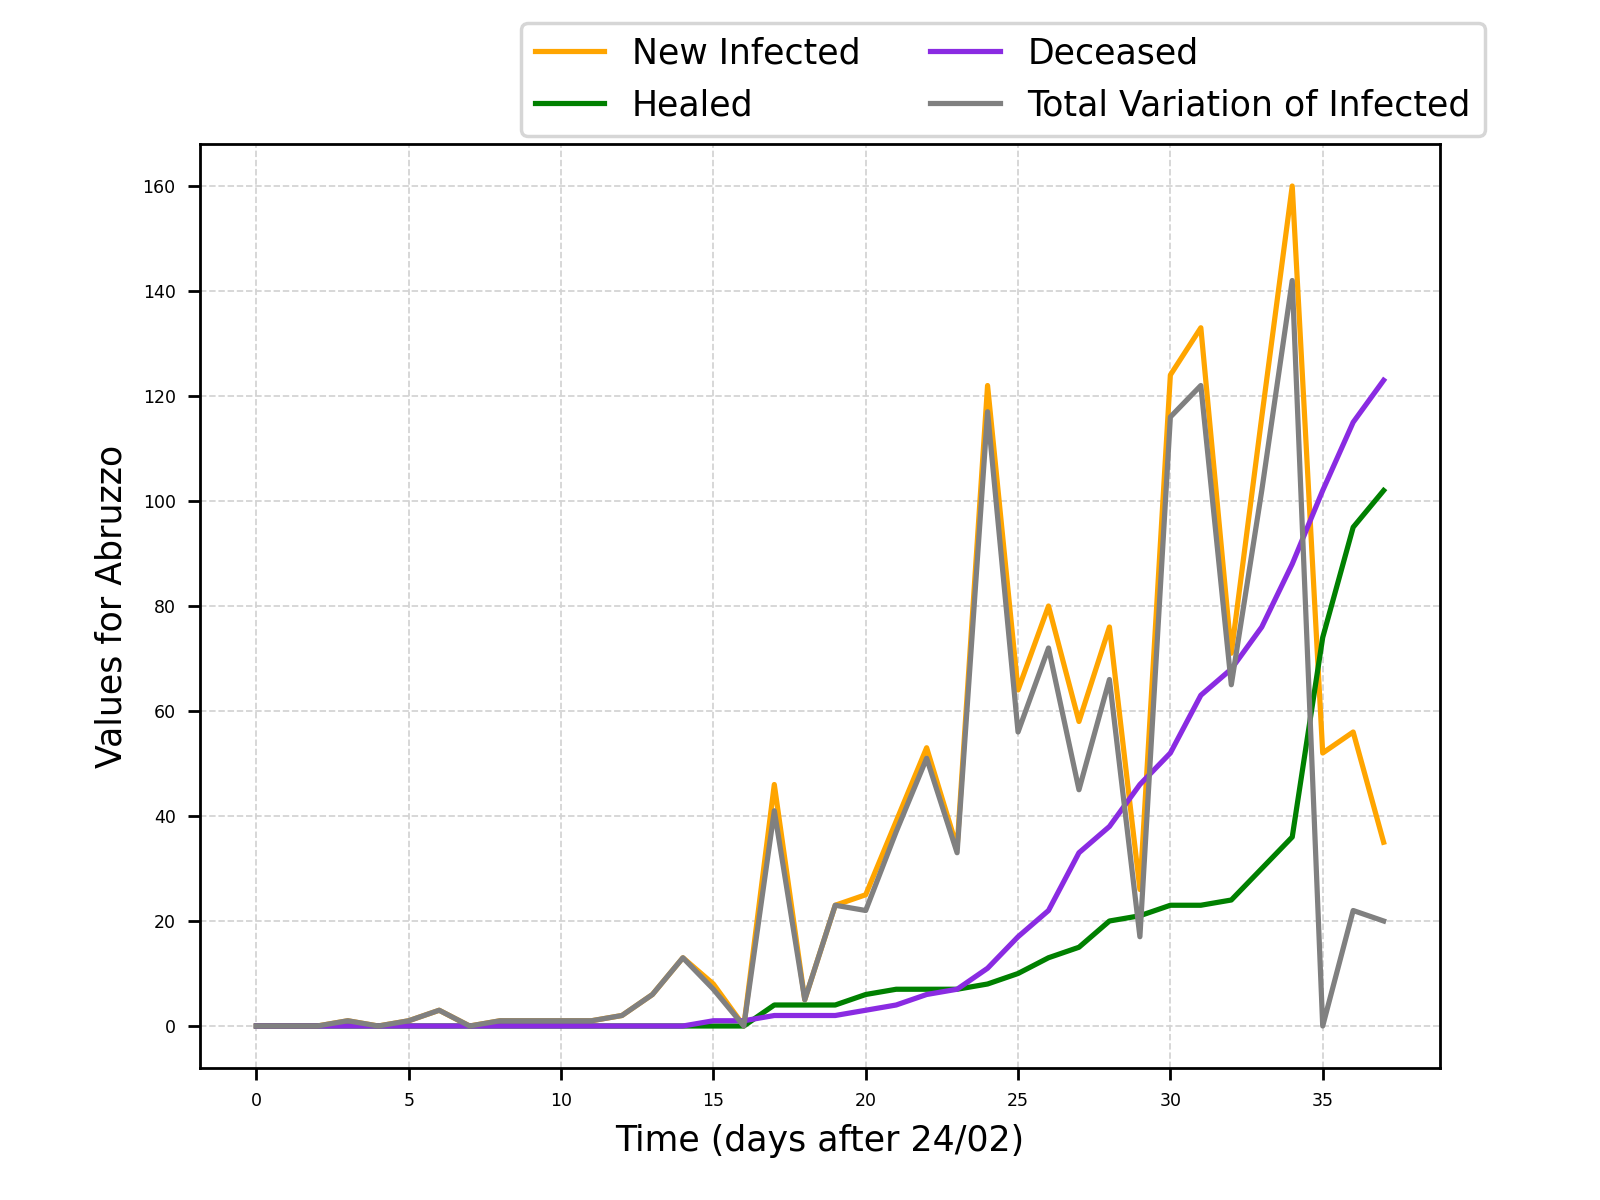 New Infected
Healed
Deceased
Total Variation of Infected
160
140
120
100
80
60
40
20
0
Values for Abruzzo
0 5 10 15 20 25 30 35
Time (days after 24/02)